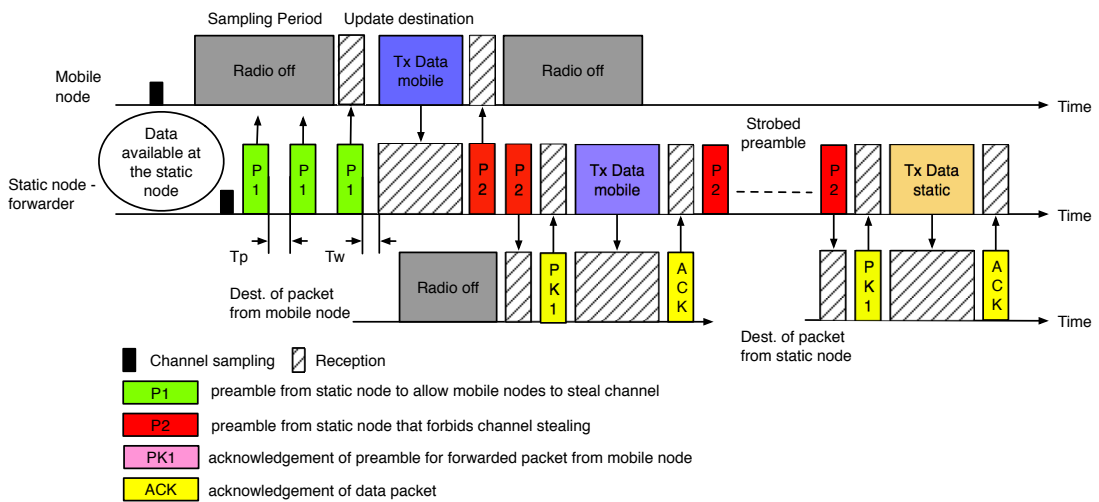 Sampling Period Update destination
Radio off
Tx Data
mobile
Radio off
Mobile
node
Time
Data
available at
the static
node
Static node -
forwarder
P
1
P
1
P
1
P
2
P
2
Tx Data
mobile
P
2
Strobed
preamble
P
2
Tx Data
static
Time
Tp
Tw
Radio off
P
K
1
A
C
K
P
K
1
A
C
K
Dest. of packet
from mobile node
Time
Dest. of packet
from static node
Channel sampling
Reception
P1 preamble from static node to allow mobile nodes to steal channel
P2 preamble from static node that forbids channel stealing
PK1 acknowledgement of preamble for forwarded packet from mobile node
ACK acknowledgement of data packet